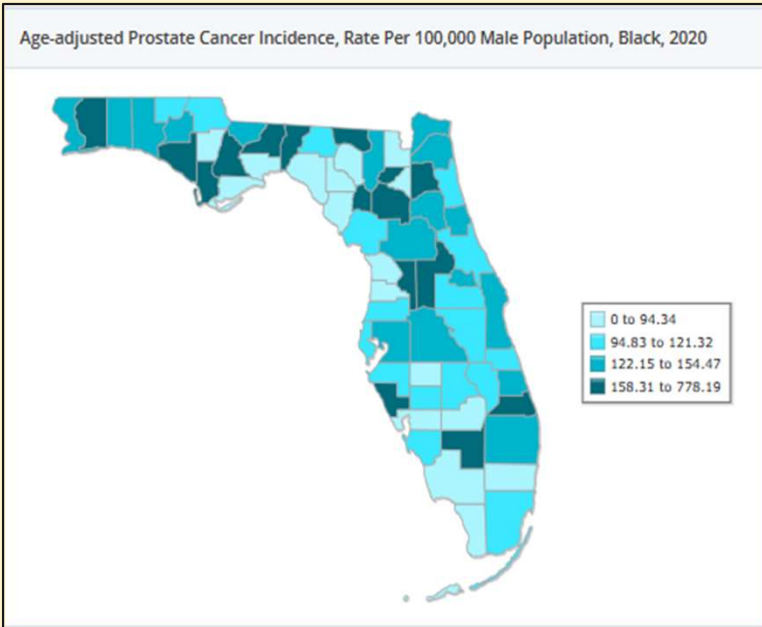 Age-adjusted Prostate Cancer Incidence, Rate Per 100,000 Male Population, Black, 2020
0 to 94.34
94.83 to 121.32
122.15 to 154.47
158.31 to 778.19